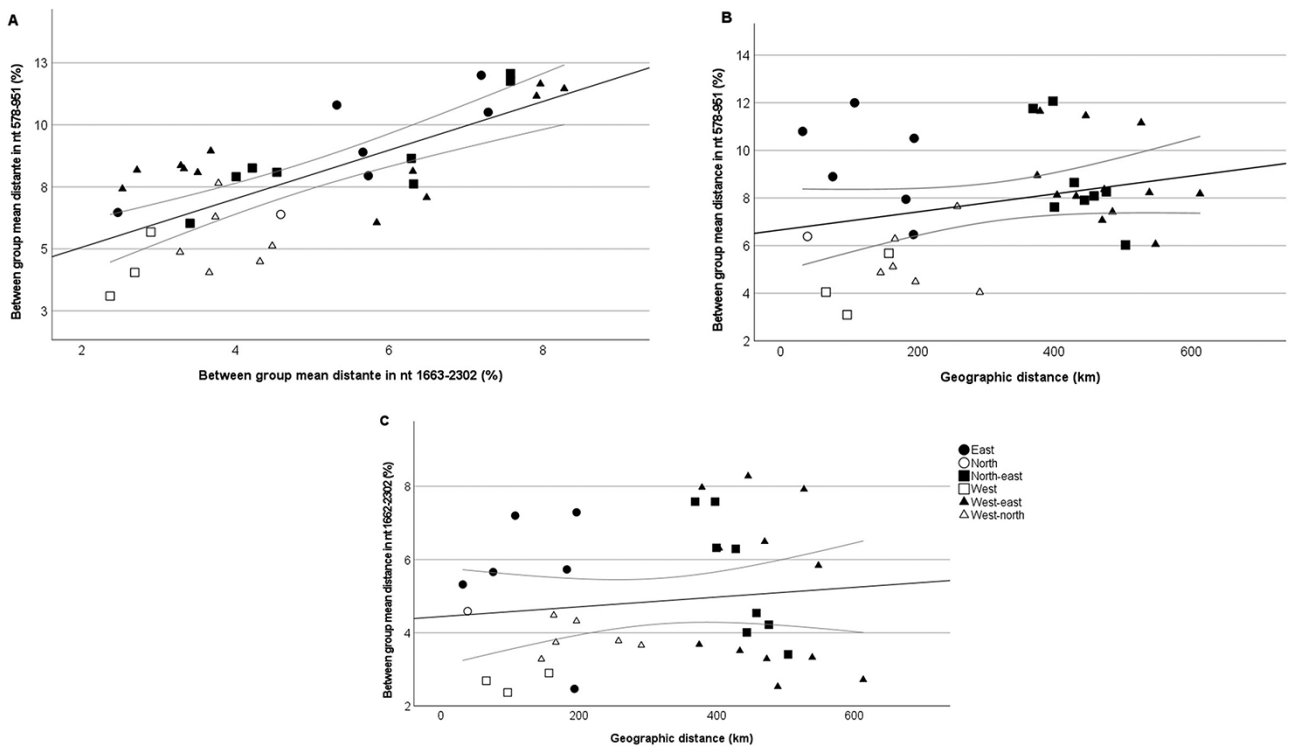 A
Between group mean distante in nt 578-951 (%)
13
10
8
5
3
2 4 6 8
Between group mean distante in nt 1663-2302 (%)
B
Between group mean distance in nt 578-951 (%)
14
12
10
8
6
4
2
0 200 400 600
Geographic distance (km)
C
Between group mean distance in nt 1662-2302 (%)
8
6
4
2
0 200 400 600
Geographic distance (km)
East
North
North-east
West
West-east
West-north